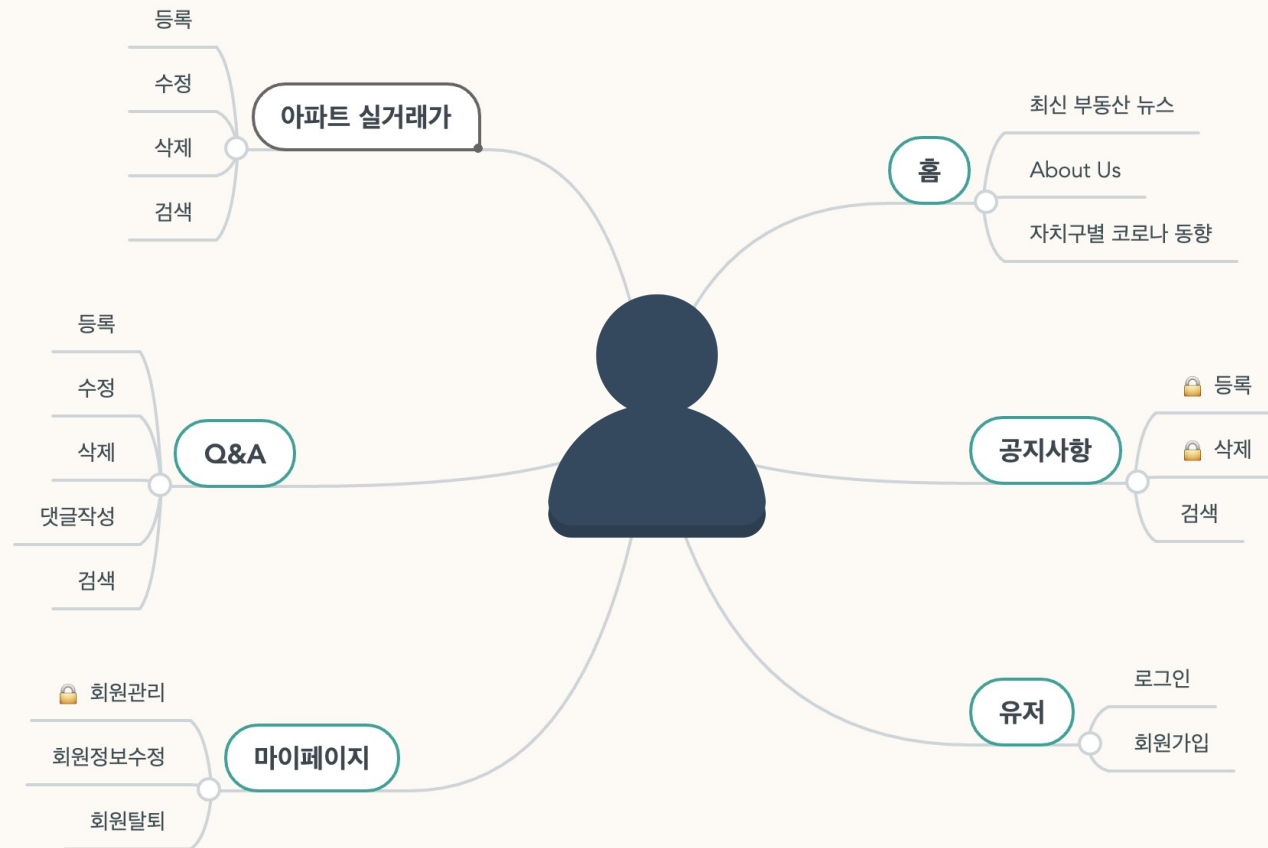 아파트 실거래가
등록
수정
삭제
검색
Q&A
등록
수정
삭제
댓글작성
검색
마이페이지
🔒 회원관리
회원정보수정
회원탈퇴
홈
최신 부동산 뉴스
About Us
자치구별 코로나 동향
공지사항
🔒 등록
🔒 삭제
검색
유저
로그인
회원가입